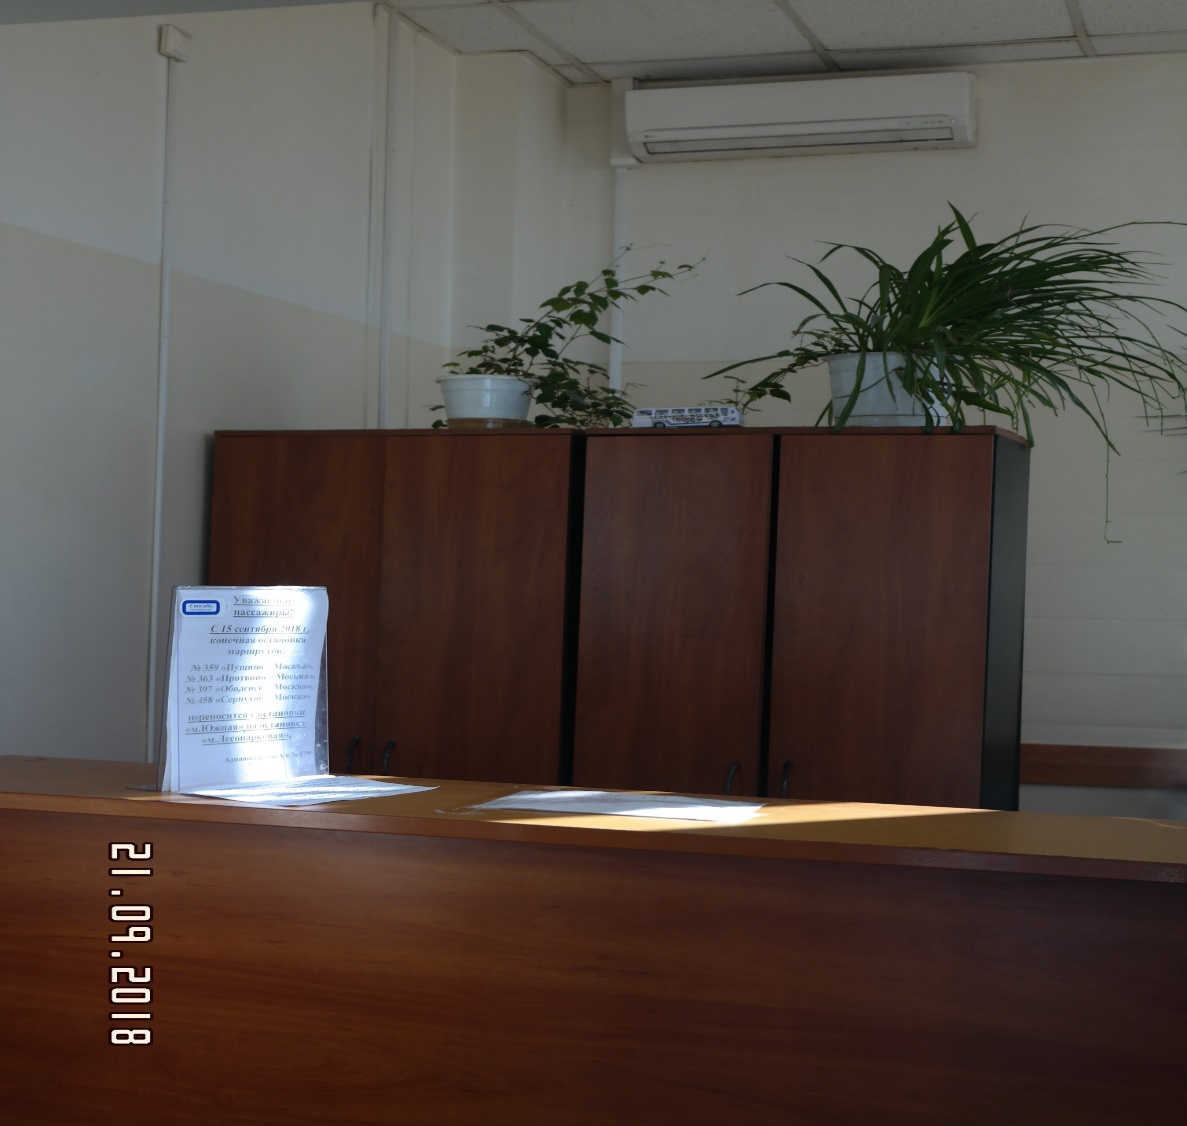 Спасибо
Уважаемые
пассажиры!
С 15 сентября 2018 г.
конечная остановка
маршрутов:
№ 359 «Пущино - Москва»,
№ 363 «Протвино - Москва»,
№ 397 «Оболенск - Москва»,
№ 458 «Серпухов - Москва»
переносится с остановки
«м.Южная» на остановку
«м.Лесопарковая».
21.09.2018